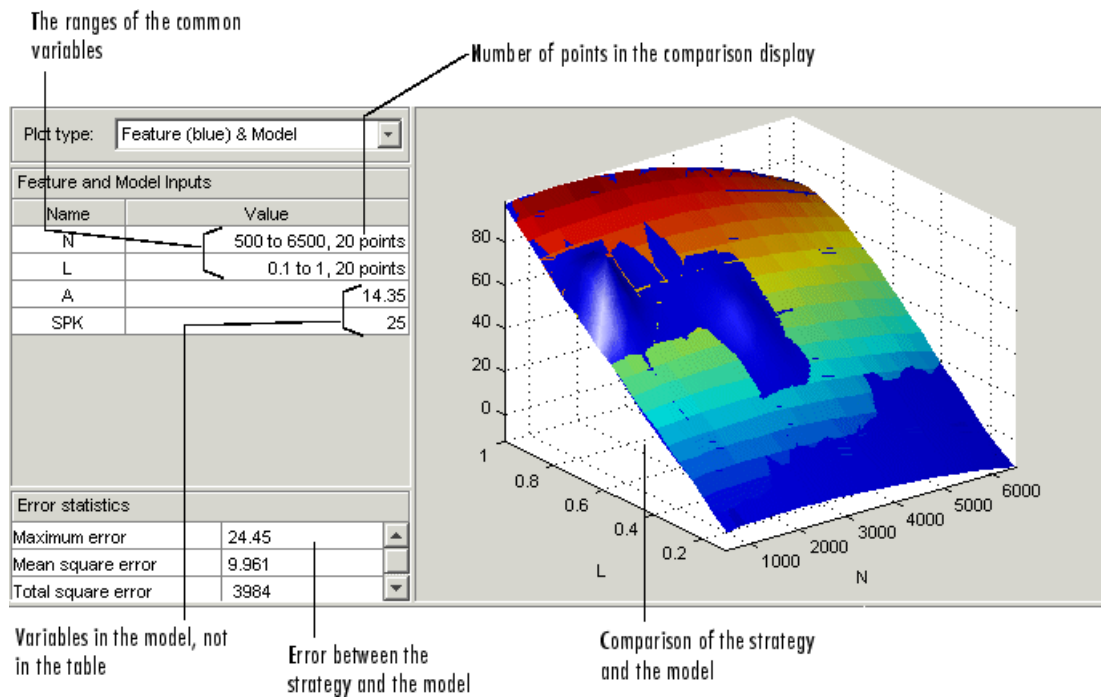 The ranges of the common
variables
Number of points in the comparison display
Plot type: Feature (blue) & Model
Feature and Model Inputs
Name Value
N 500 to 6500, 20 points
L 0.1 to 1, 20 points
A 14.35
SPK 25
80
60
40
20
0
1
0.8
0.6
0.4
0.2
L
1000
2000
3000
4000
5000
6000
N
Error statistics
Maximum error 24.45
Mean square error 9.961
Total square error 3984
Variables in the model, not
in the table
Error between the
strategy and the model
Comparison of the strategy
and the model